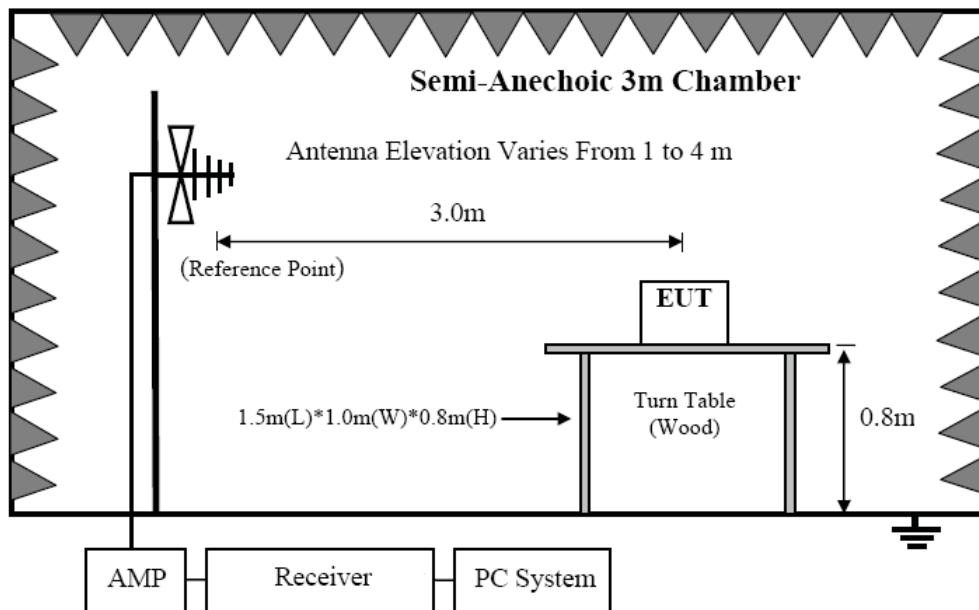 Semi-Anechoic 3m Chamber
Antenna Elevation Varies From 1 to 4 m
3.0m
(Reference Point)
EUT
1.5m(L)*1.0m(W)*0.8m(H)
Turn Table
(Wood)
0.8m
AMP
Receiver
PC System